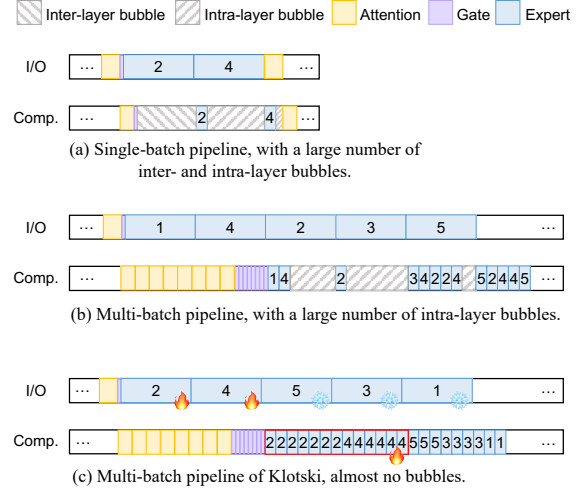 Inter-layer bubble Intra-layer bubble Attention Gate Expert
I/O ... 2 4 ...
Comp. ... 2 4 ...
(a) Single-batch pipeline, with a large number of
inter- and intra-layer bubbles.
I/O ... 1 4 2 3 5 ...
Comp. ... 1 4 2 3 4 2 2 4 5 2 4 4 5 ...
(b) Multi-batch pipeline, with a large number of intra-layer bubbles.
I/O ... 2 4 5 3 1 ...
Comp. ... 2 2 2 2 2 2 2 4 4 4 4 4 4 4 5 5 5 3 3 3 3 1 1 ...
(c) Multi-batch pipeline of Klotski, almost no bubbles.